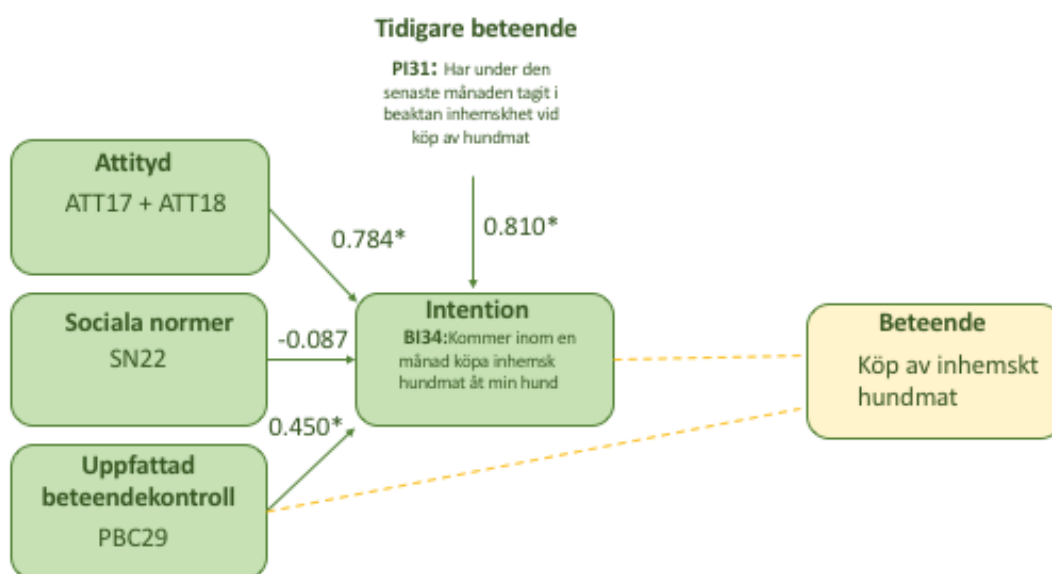 Tidigare beteende
PI31: Har under den
senaste månaden tagit i
beaktan inhemskhet vid
köp av hundmat
Attityd
ATT17 + ATT18
0.784*
0.810*
Sociala normer
SN22
-0.087
Intention
BI34:Kommer inom en
månad köpa inhemsk
hundmat åt min hund
Beteende
Köp av inhemskt
hundmat
0.450*
Uppfattad
beteendekontroll
PBC29